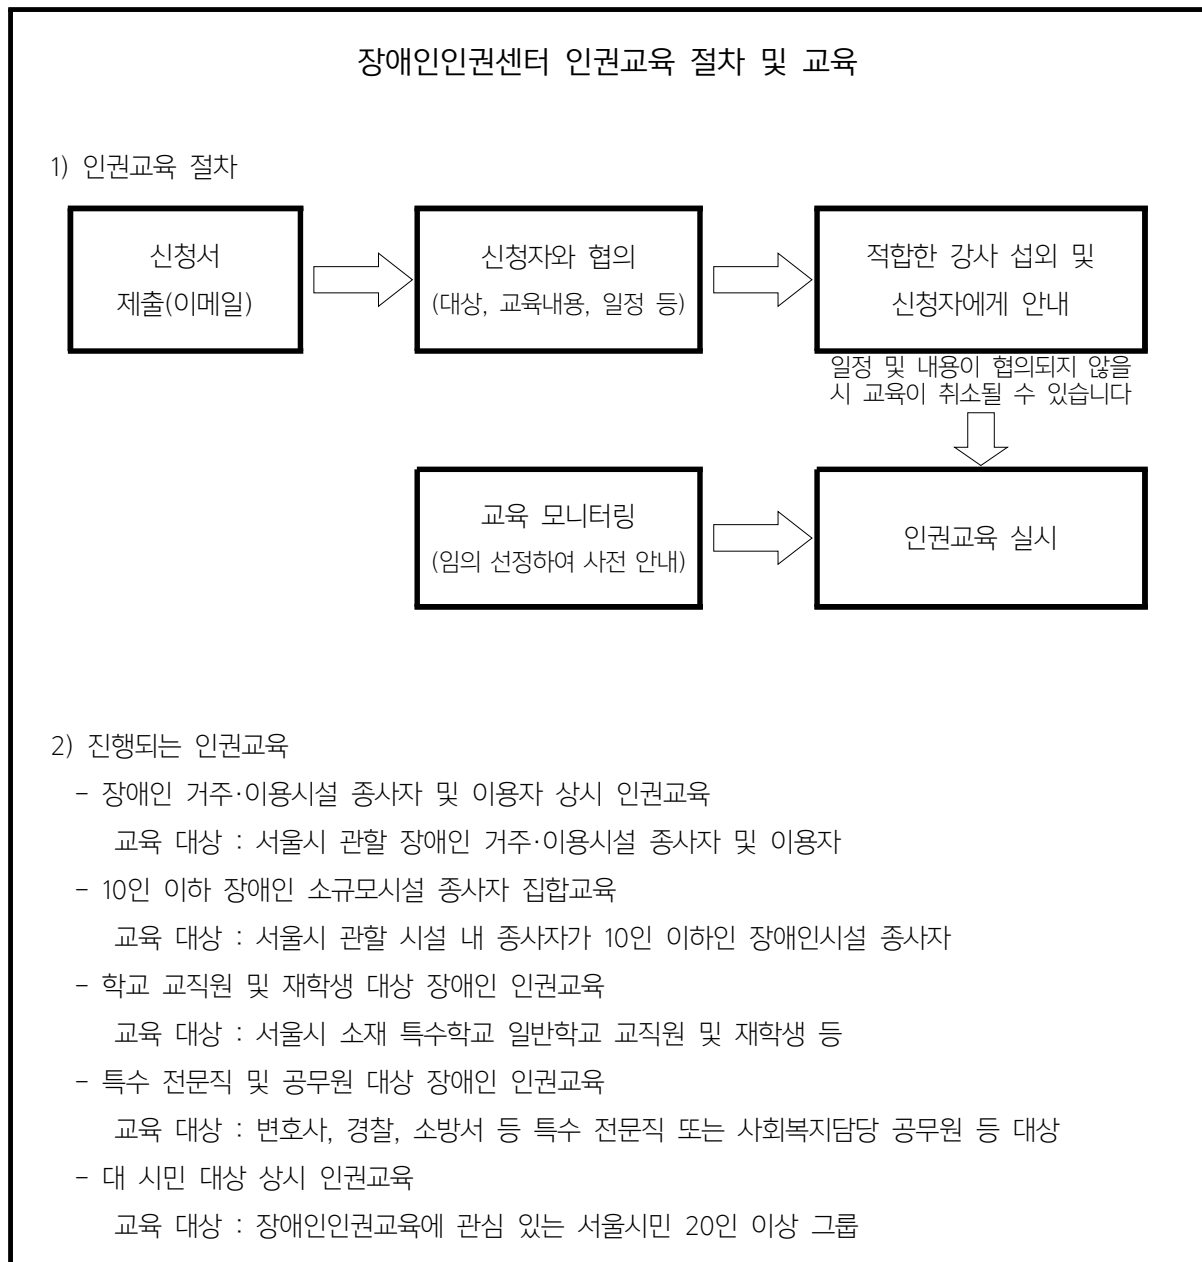 장애인인권센터 인권교육 절차 및 교육
1) 인권교육 절차
신청서
제출(이메일)
신청자와 협의
(대상, 교육내용, 일정 등)
적합한 강사 섭외 및
신청자에게 안내
일정 및 내용이 협의되지 않을
시 교육이 취소될 수 있습니다
교육 모니터링
(임의 선정하여 사전 안내)
인권교육 실시
2) 진행되는 인권교육
- 장애인 거주·이용시설 종사자 및 이용자 상시 인권교육
교육 대상 : 서울시 관할 장애인 거주·이용시설 종사자 및 이용자
- 10인 이하 장애인 소규모시설 종사자 집합교육
교육 대상 : 서울시 관할 시설 내 종사자가 10인 이하인 장애인시설 종사자
- 학교 교직원 및 재학생 대상 장애인 인권교육
교육 대상 : 서울시 소재 특수학교 일반학교 교직원 및 재학생 등
- 특수 전문직 및 공무원 대상 장애인 인권교육
교육 대상 : 변호사, 경찰, 소방서 등 특수 전문직 또는 사회복지담당 공무원 등 대상
- 대 시민 대상 상시 인권교육
교육 대상 : 장애인인권교육에 관심 있는 서울시민 20인 이상 그룹